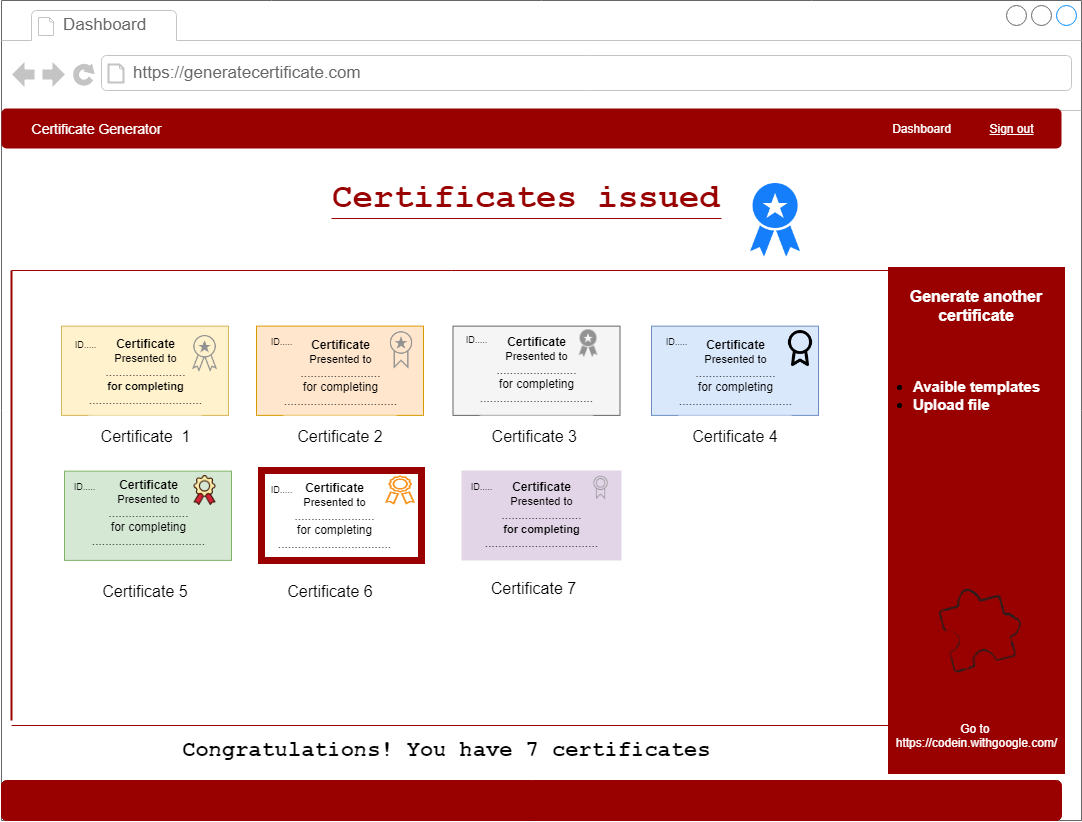 Dashboard
https://generatecertificate.com
Certificate Generator
Dashboard
Sign out
Certificates issued
Generate another
certificate
Avaible templates
Upload file
ID.....
Certificate
Presented to
............................
for completing
........................................
Certificate 1
ID.....
Certificate
Presented to
............................
for completing
........................................
Certificate 2
ID.....
Certificate
Presented to
............................
for completing
........................................
Certificate 3
ID.....
Certificate
Presented to
............................
for completing
........................................
Certificate 4
ID.....
Certificate
Presented to
............................
for completing
........................................
Certificate 5
ID.....
Certificate
Presented to
............................
for completing
........................................
Certificate 6
ID.....
Certificate
Presented to
............................
for completing
........................................
Certificate 7
Go to
https://codein.withgoogle.com/
Congratulations! You have 7 certificates